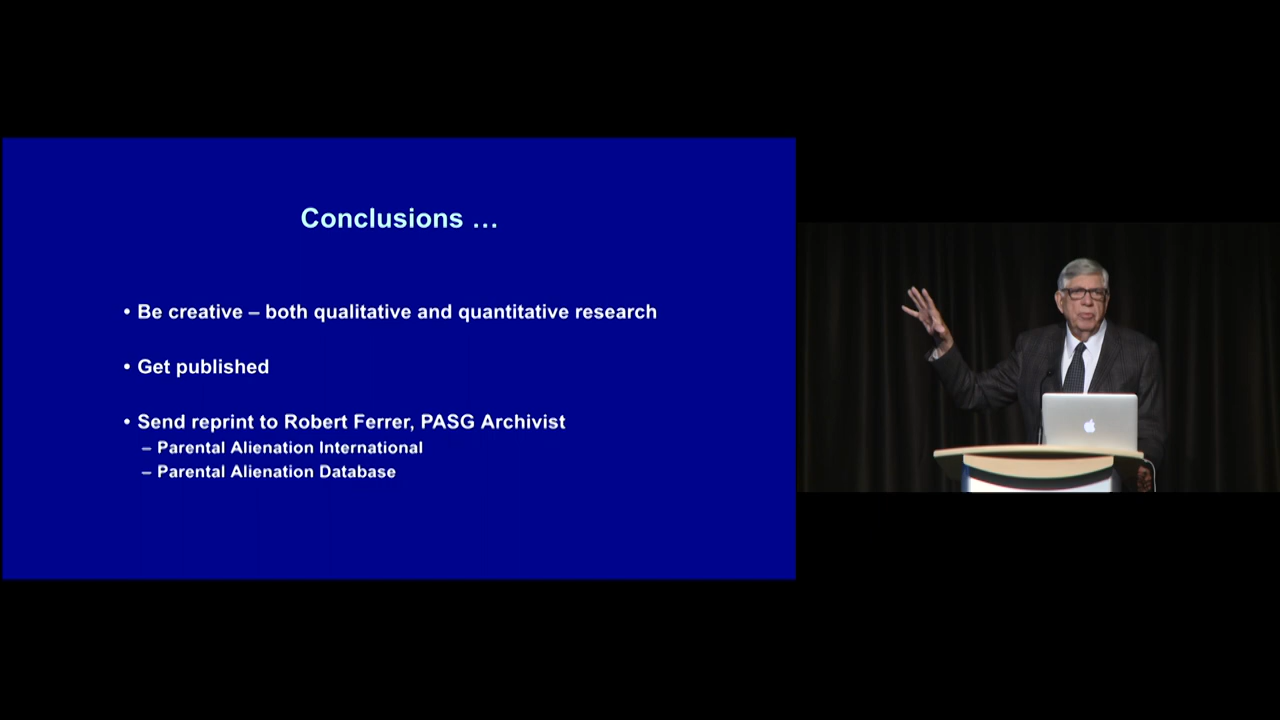 Conclusions …
• Be creative – both qualitative and quantitative research
• Get published
• Send reprint to Robert Ferrer, PASG Archivist
– Parental Alienation International
– Parental Alienation Database